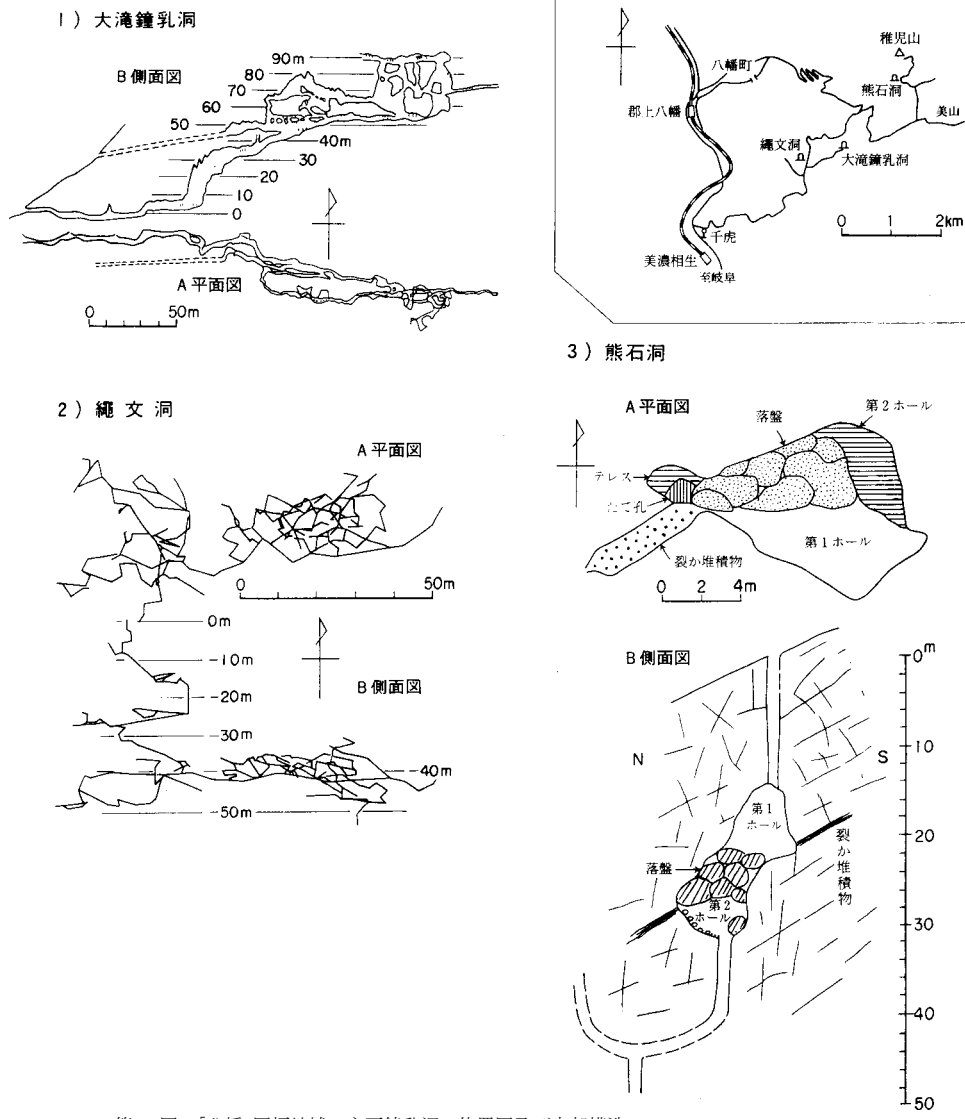 1) 大滝鐘乳洞
B側面図
90m
80
70
60
50
40m
30
20
10
0
A平面図
0 50m
稚児山
八幡町
熊石洞
郡上八幡
美山
縄文洞
大滝鐘乳洞
0 1 2km
千虎
美濃相生
至岐阜
2) 縄文洞
A平面図
0 50m
0m
-10m
-20m
B側面図
-30m
-40m
-50m
3) 熊石洞
A平面図
第2ホール
落盤
テレス
たて孔
第1ホール
裂か堆積物
0 2 4m
B側面図
0m
10
N
S
第1ホール
20
裂か堆積物
落盤
第2ホール
30
40
50